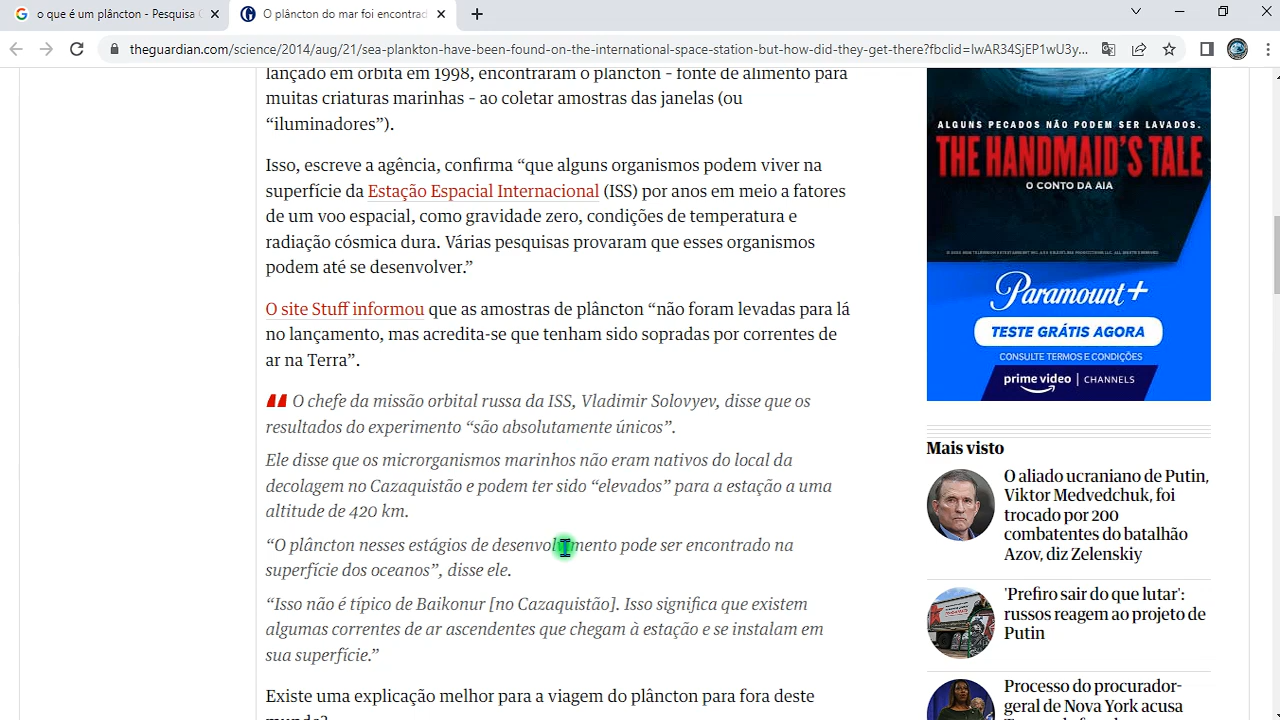 o que é um plâncton - Pesquisa
O plâncton do mar foi encontrad
theguardian.com/science/2014/aug/21/sea-plankton-have-been-found-on-the-international-space-station-but-how-did-they-get-there?fbclid=IwAR34SjEP1wU3y...
lançado em órbita em 1998, encontraram o plâncton – fonte de alimento para
muitas criaturas marinhas – ao coletar amostras das janelas (ou
“iluminadores”).
Isso, escreve a agência, confirma “que alguns organismos podem viver na
superfície da Estação Espacial Internacional (ISS) por anos em meio a fatores
de um voo espacial, como gravidade zero, condições de temperatura e
radiação cósmica dura. Várias pesquisas provaram que esses organismos
podem até se desenvolver.”
O site Stuff informou que as amostras de plâncton “não foram levadas para lá
no lançamento, mas acredita-se que tenham sido sopradas por correntes de
ar na Terra”.
O chefe da missão orbital russa da ISS, Vladimir Solovyev, disse que os
resultados do experimento “são absolutamente únicos”.
Ele disse que os microrganismos marinhos não eram nativos do local da
decolagem no Cazaquistão e podem ter sido “elevados” para a estação a uma
altitude de 420 km.
“O plâncton nesses estágios de desenvolvimento pode ser encontrado na
superfície dos oceanos”, disse ele.
“Isso não é típico de Baikonur [no Cazaquistão]. Isso significa que existem
algumas correntes de ar ascendentes que chegam à estação e se instalam em
sua superfície.”
Existe uma explicação melhor para a viagem do plâncton para fora deste
mundo?
ALGUNS PECADOS NÃO PODEM SER LAVADOS.
THE HANDMAID'S TALE
O CONTO DA AIA
Paramount+
TESTE GRÁTIS AGORA
CONSULTE TERMOS E CONDIÇÕES
prime video | CHANNELS
Mais visto
O aliado ucraniano de Putin,
Viktor Medvedchuk, foi
trocado por 200
combatentes do batalhão
Azov, diz Zelenskiy
'Prefiro sair do que lutar':
russos reagem ao projeto de
Putin
Processo do procurador-
geral de Nova York acusa